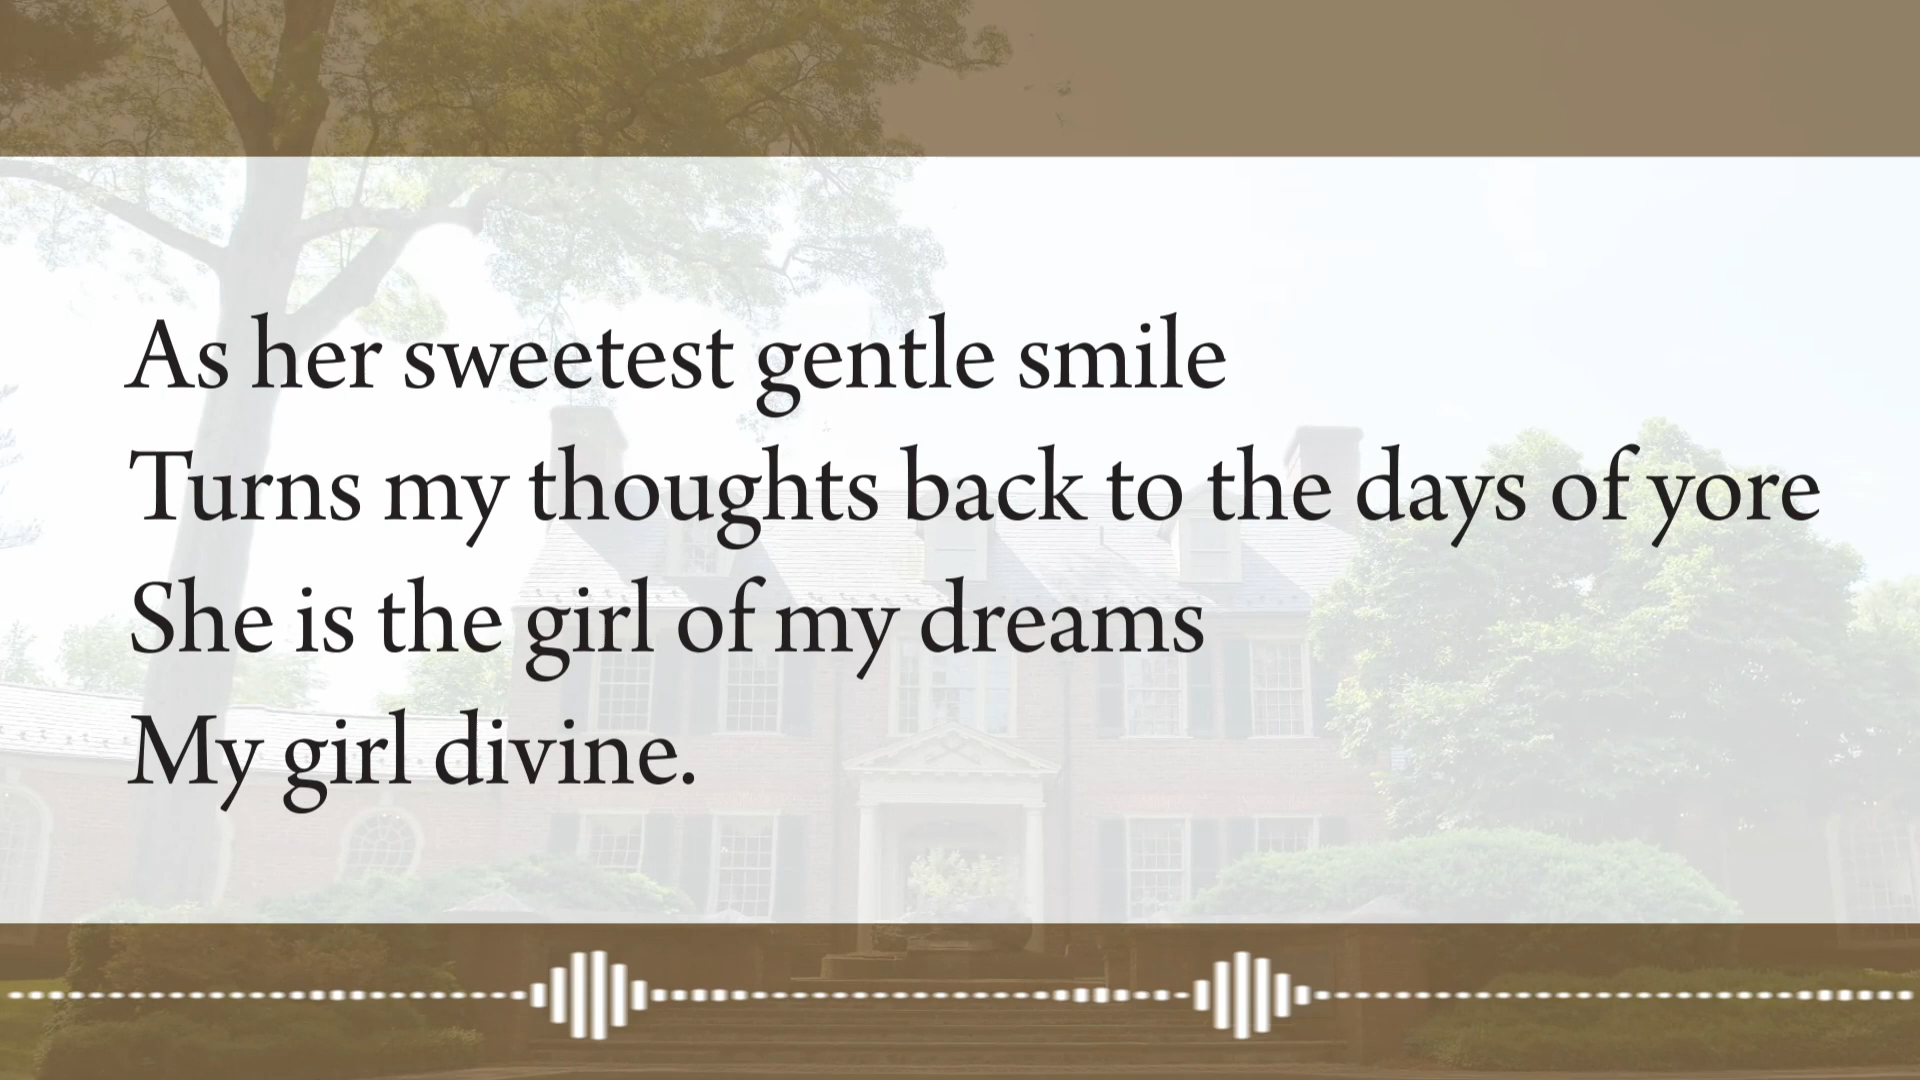 As her sweetest gentle smile
Turns my thoughts back to the days of yore
She is the girl of my dreams
My girl divine.